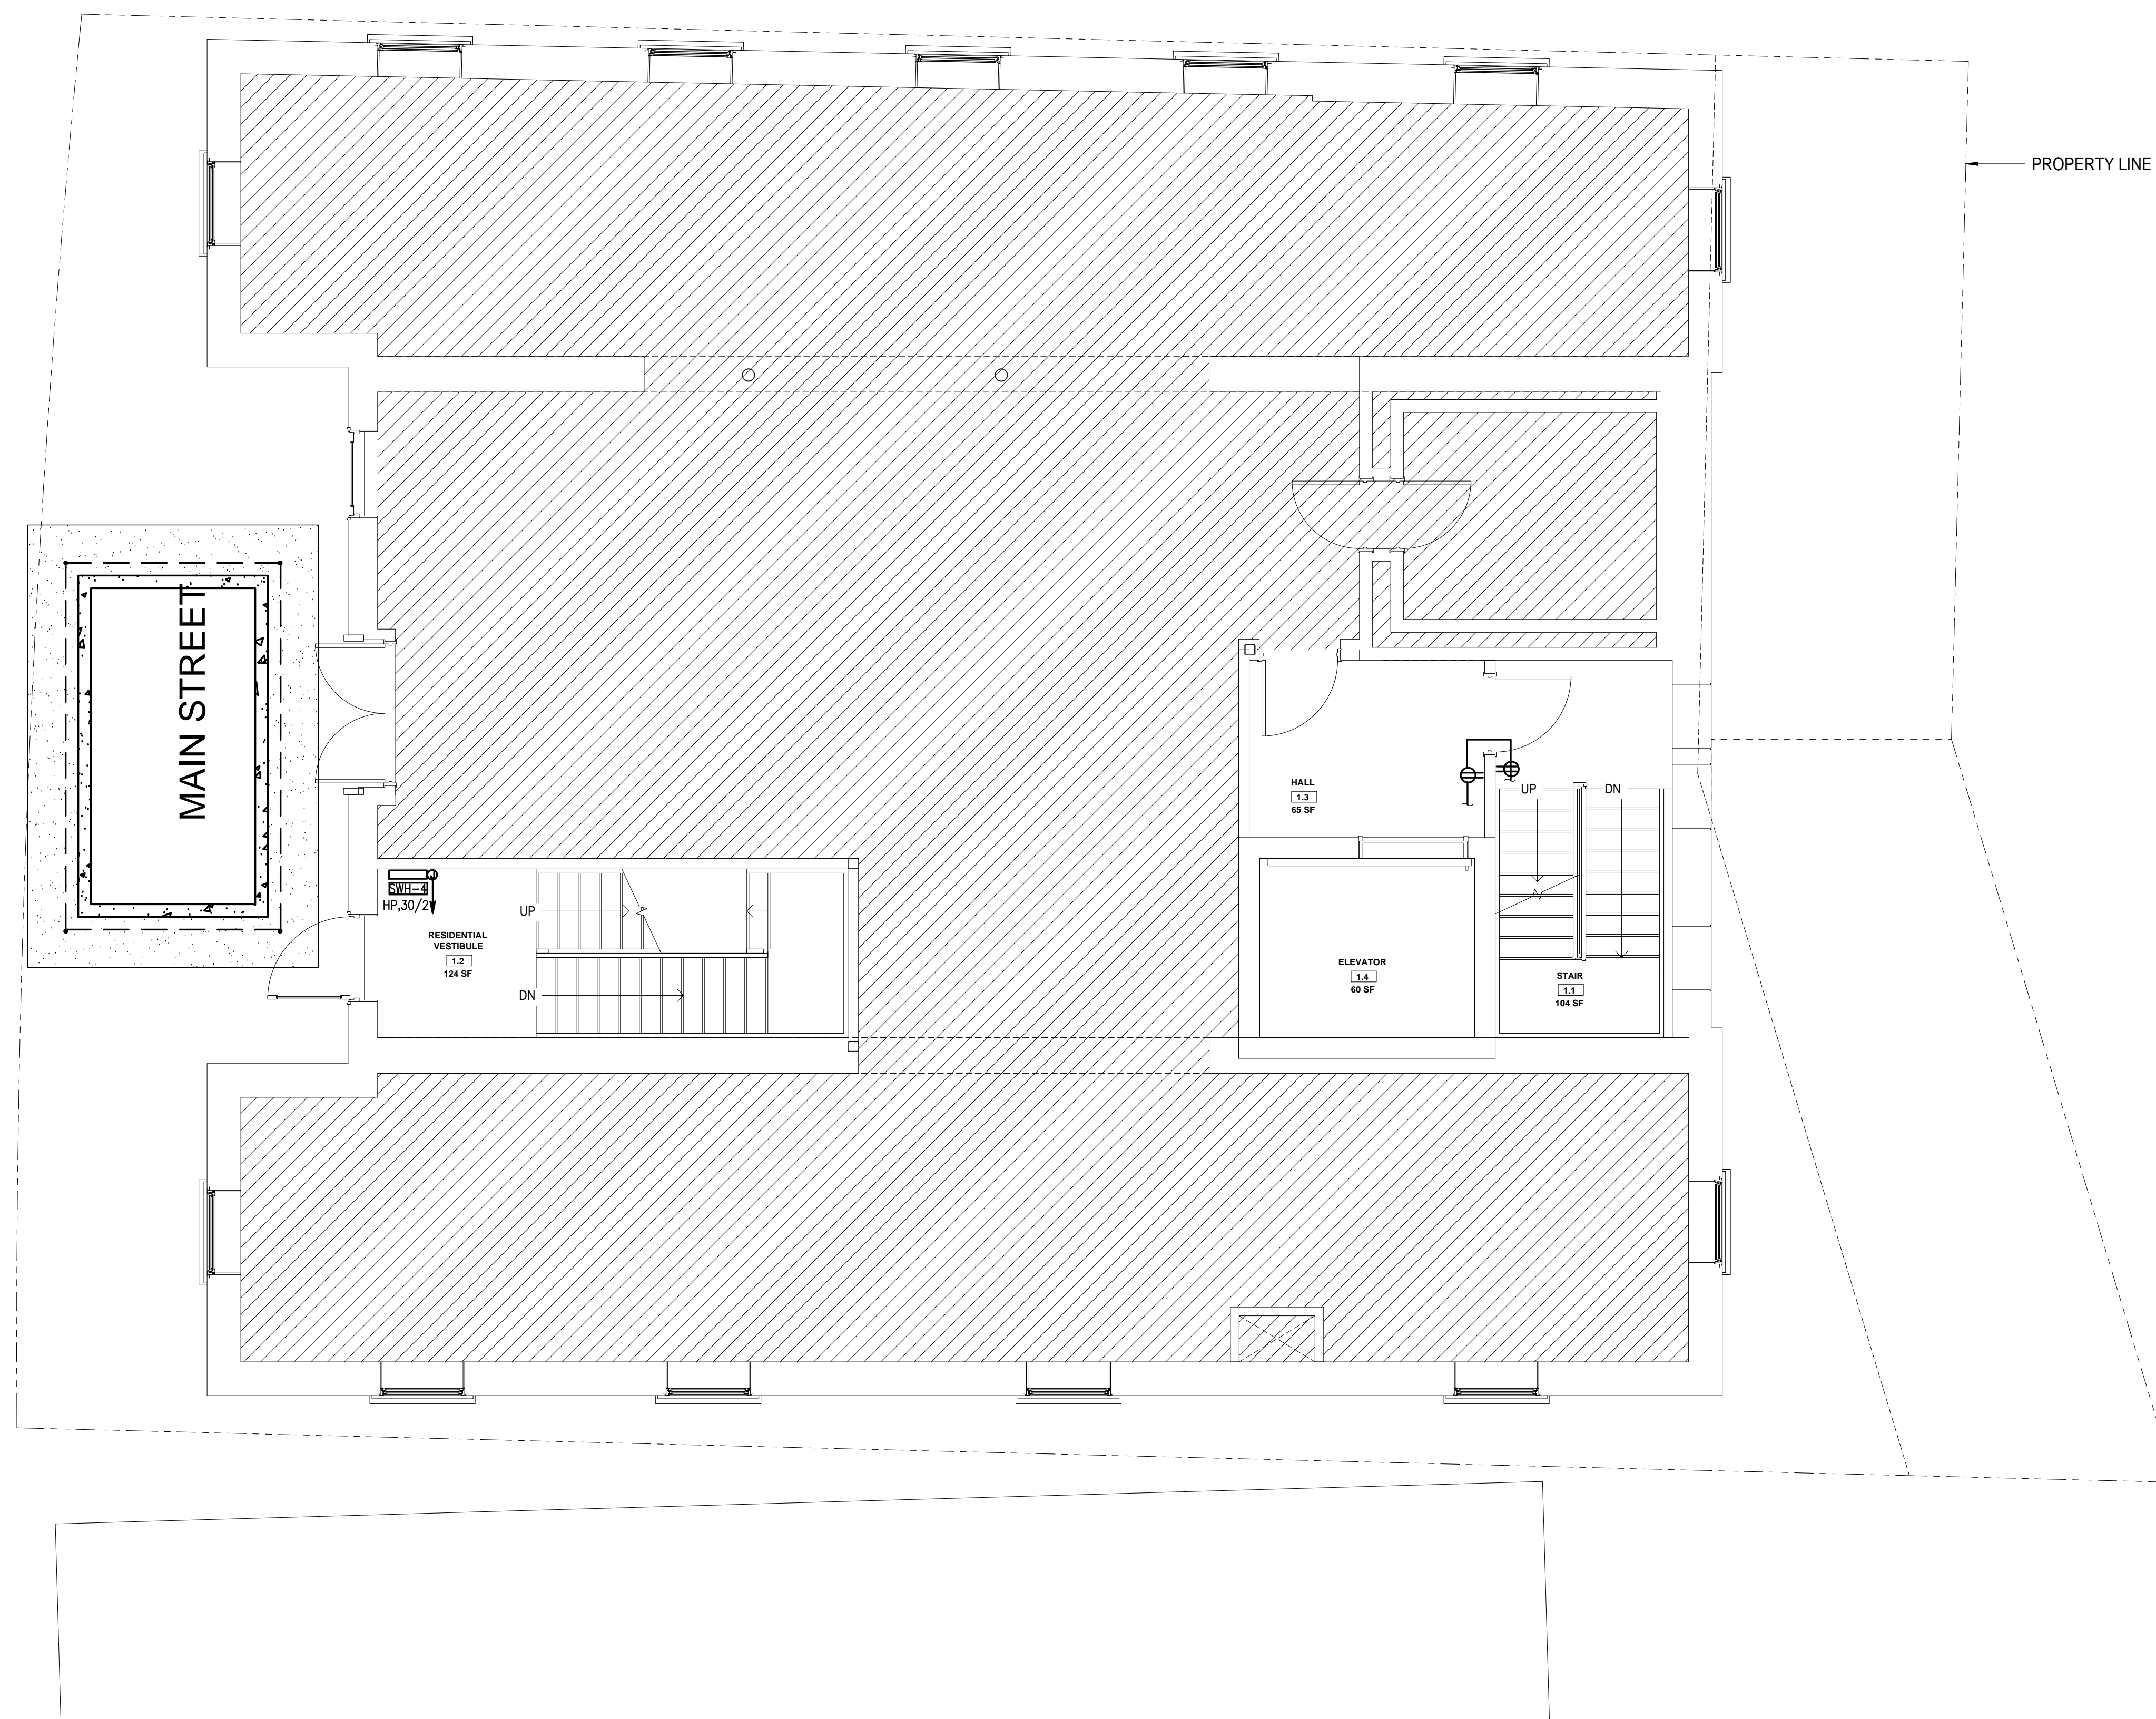 PROPERTY LINE
MAIN STREET
HALL
1.3
65 SF
UP
DN
SWH-4
HP,30/2
UP
RESIDENTIAL
VESTIBULE
1.2
124 SF
DN
ELEVATOR
1.4
60 SF
STAIR
1.1
104 SF